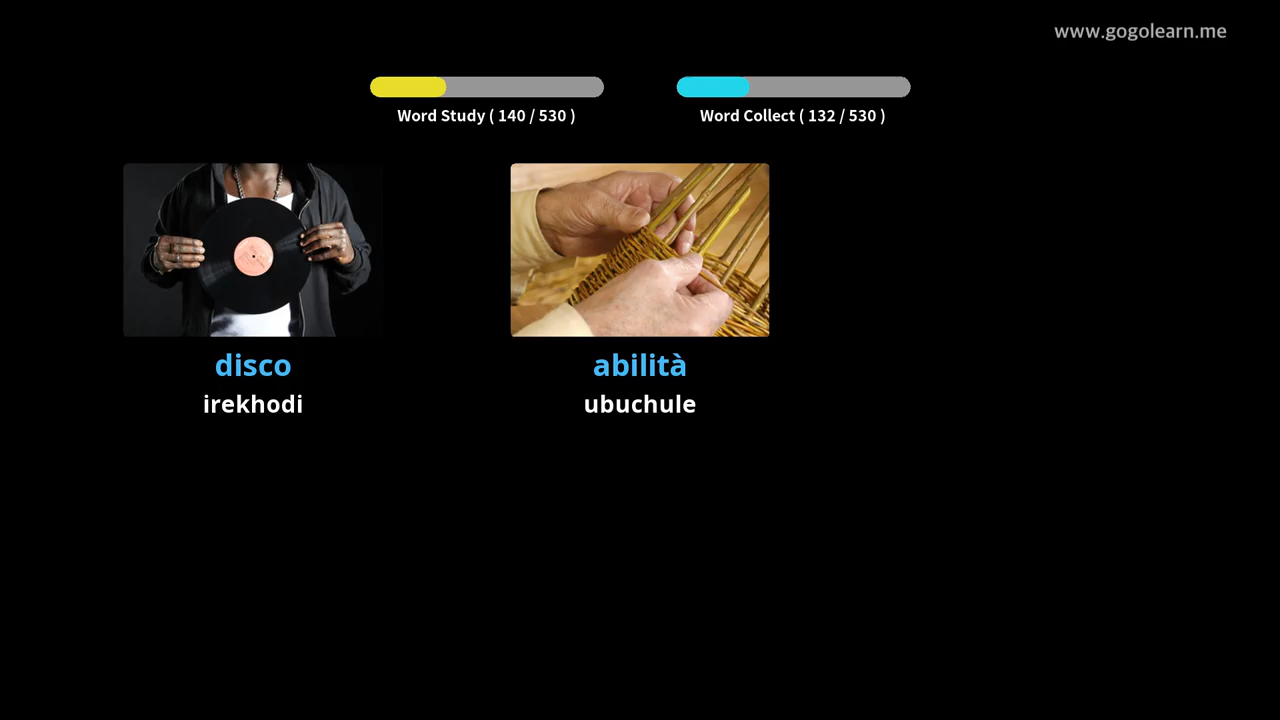 www.gogolearn.me
Word Study ( 140 / 530 )
Word Collect ( 132 / 530 )
disco
irekhodi
abilità
ubuchule